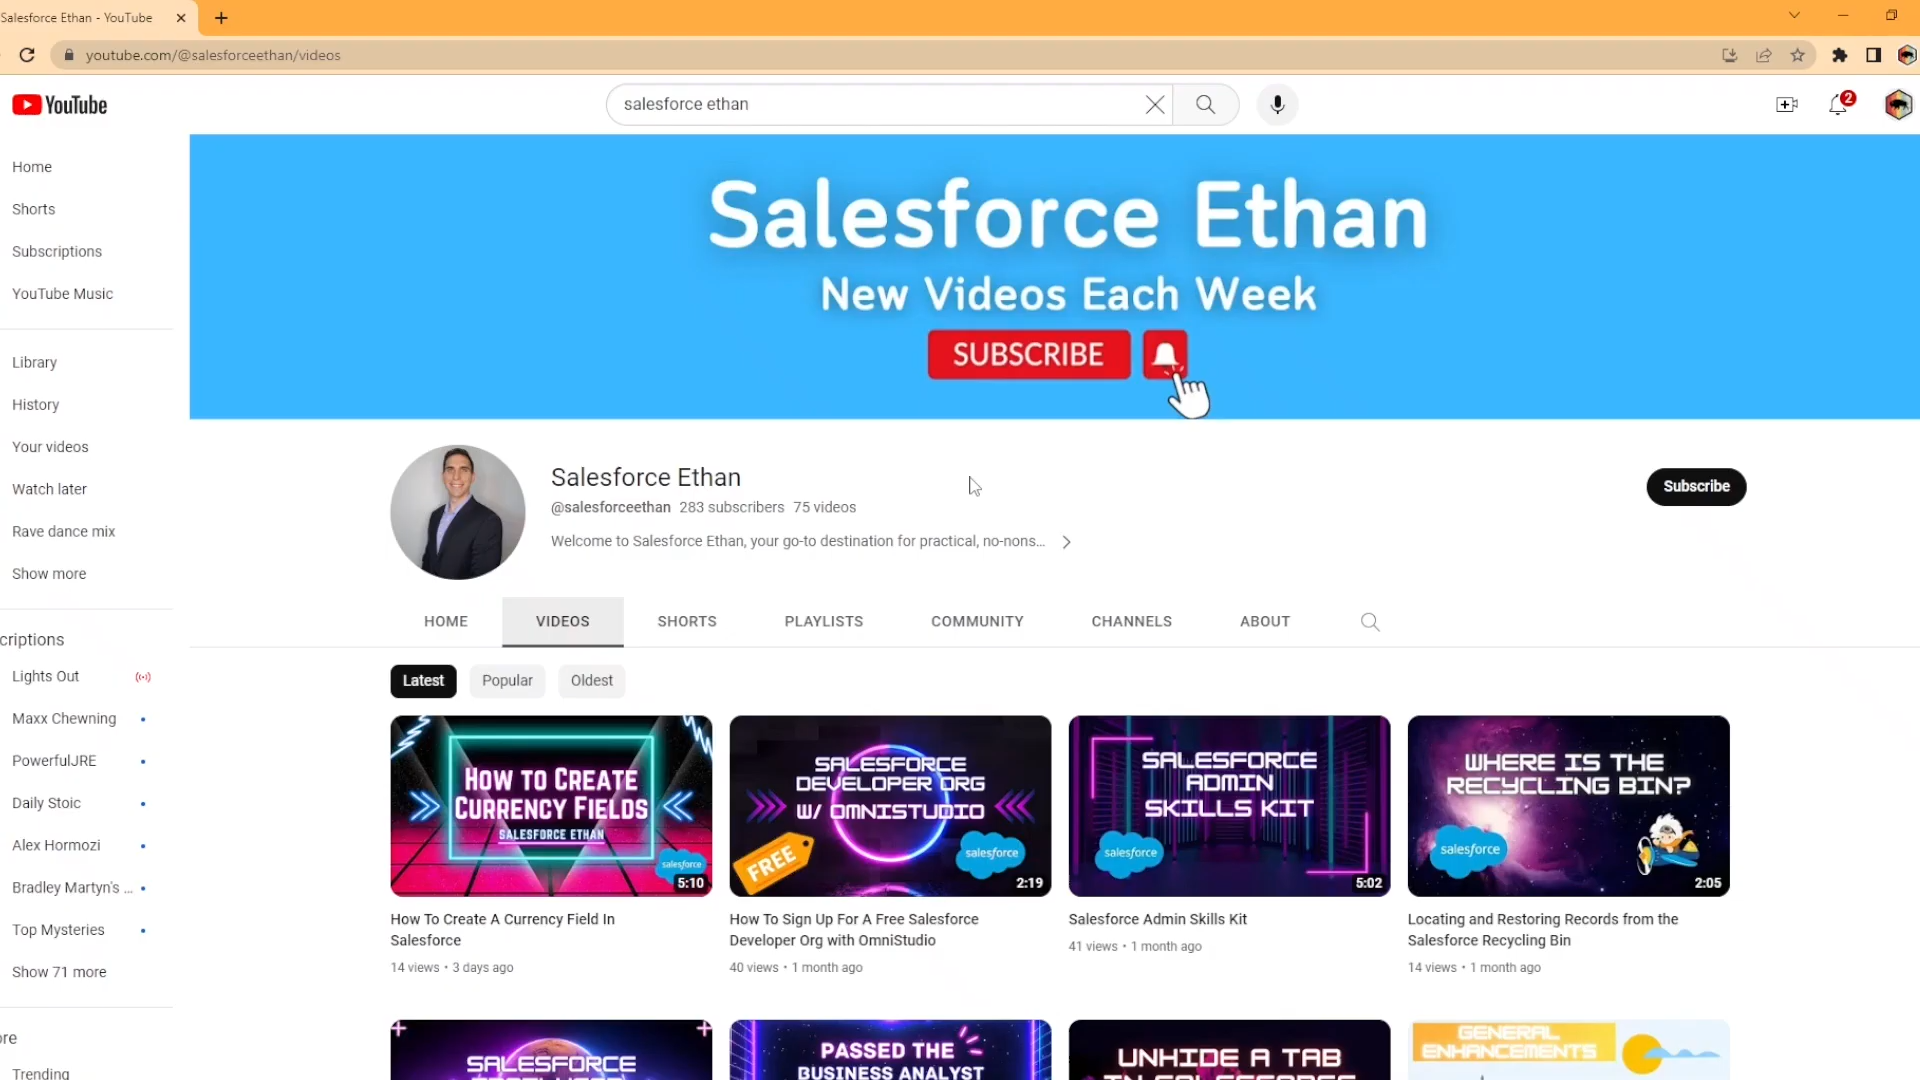 Salesforce Ethan - YouTube
youtube.com/@salesforceethan/videos
YouTube
salesforce ethan
2
Home
Shorts
Subscriptions
YouTube Music
Library
History
Your videos
Watch later
Rave dance mix
Show more
criptions
Lights Out
Maxx Chewning
PowerfulJRE
Daily Stoic
Alex Hormozi
Bradley Martyn's ...
Top Mysteries
Show 71 more
ore
Trending
Salesforce Ethan
New Videos Each Week
SUBSCRIBE
Salesforce Ethan
@salesforceethan 283 subscribers 75 videos
Welcome to Salesforce Ethan, your go-to destination for practical, no-nons...
Subscribe
HOME VIDEOS SHORTS PLAYLISTS COMMUNITY CHANNELS ABOUT
Latest Popular Oldest
HOW TO CREATE
CURRENCY FIELDS
SALESFORCE ETHAN
salesforce
5:10
How To Create A Currency Field In
Salesforce
14 views • 3 days ago
SALESFORCE
DEVELOPER ORG
W/ OMNISTUDIO
FREE
salesforce
2:19
How To Sign Up For A Free Salesforce
Developer Org with OmniStudio
40 views • 1 month ago
SALESFORCE
ADMIN
SKILLS KIT
salesforce
5:02
Salesforce Admin Skills Kit
41 views • 1 month ago
WHERE IS THE
RECYCLING BIN?
salesforce
2:05
Locating and Restoring Records from the
Salesforce Recycling Bin
14 views • 1 month ago
SALESFORCE
PASSED THE
BUSINESS ANALYST
UNHIDE A TAB
IN SALESFORCE
GENERAL
ENHANCEMENTS